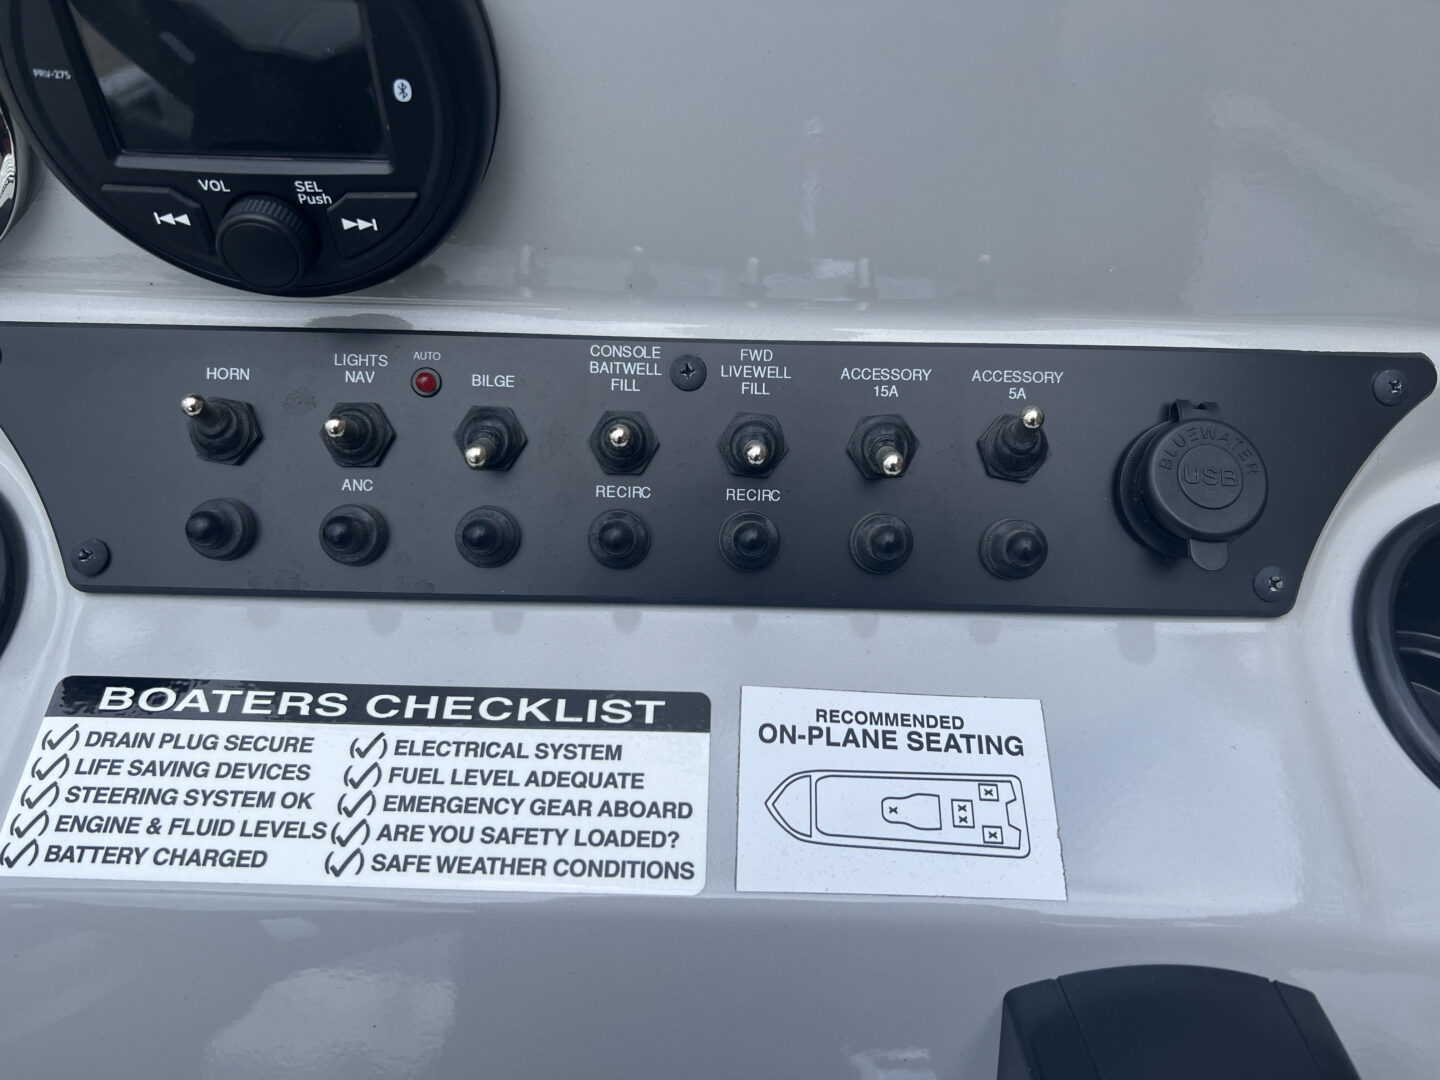 PRV-275
VOL
SEL
Push
HORN
LIGHTS
NAV
AUTO
BILGE
CONSOLE
BAITWELL
FILL
FWD
LIVEWELL
FILL
ACCESSORY
15A
ACCESSORY
5A
ANC
RECIRC
RECIRC
BLUEWATER
USB
BOATERS CHECKLIST
DRAIN PLUG SECURE
LIFE SAVING DEVICES
STEERING SYSTEM OK
ENGINE & FLUID LEVELS
BATTERY CHARGED
ELECTRICAL SYSTEM
FUEL LEVEL ADEQUATE
EMERGENCY GEAR ABOARD
ARE YOU SAFETY LOADED?
SAFE WEATHER CONDITIONS
RECOMMENDED
ON-PLANE SEATING